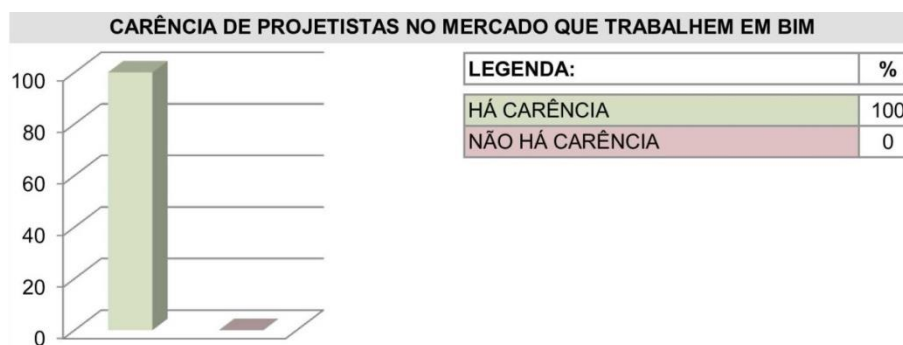 CARÊNCIA DE PROJETISTAS NO MERCADO QUE TRABALHEM EM BIM
LEGENDA: %
HÁ CARÊNCIA 100
NÃO HÁ CARÊNCIA 0
100
80
60
40
20
0